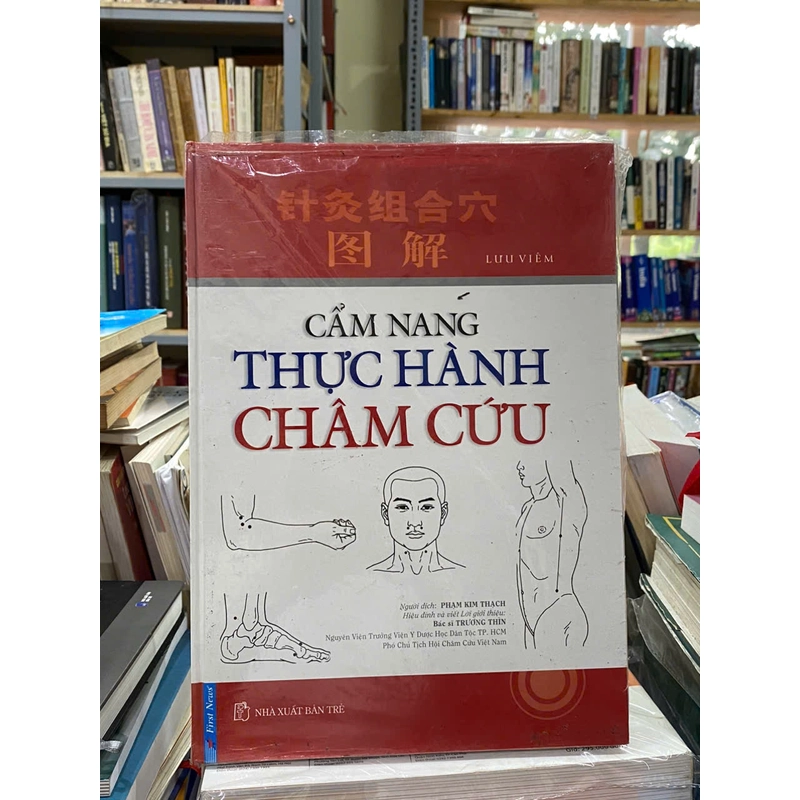 针灸组合穴
图解
LƯU VIÊM
CẨM NANG
THỰC HÀNH
CHÂM CỨU
Người dịch: PHẠM KIM THẠCH
Hiệu đính và viết Lời giới thiệu:
Bác sĩ TRƯƠNG THÌN
Nguyên Viện Trưởng Viện Y Dược Học Dân Tộc TP. HCM
Phó Chủ Tịch Hội Châm Cứu Việt Nam
First News
NHÀ XUẤT BẢN TRẺ